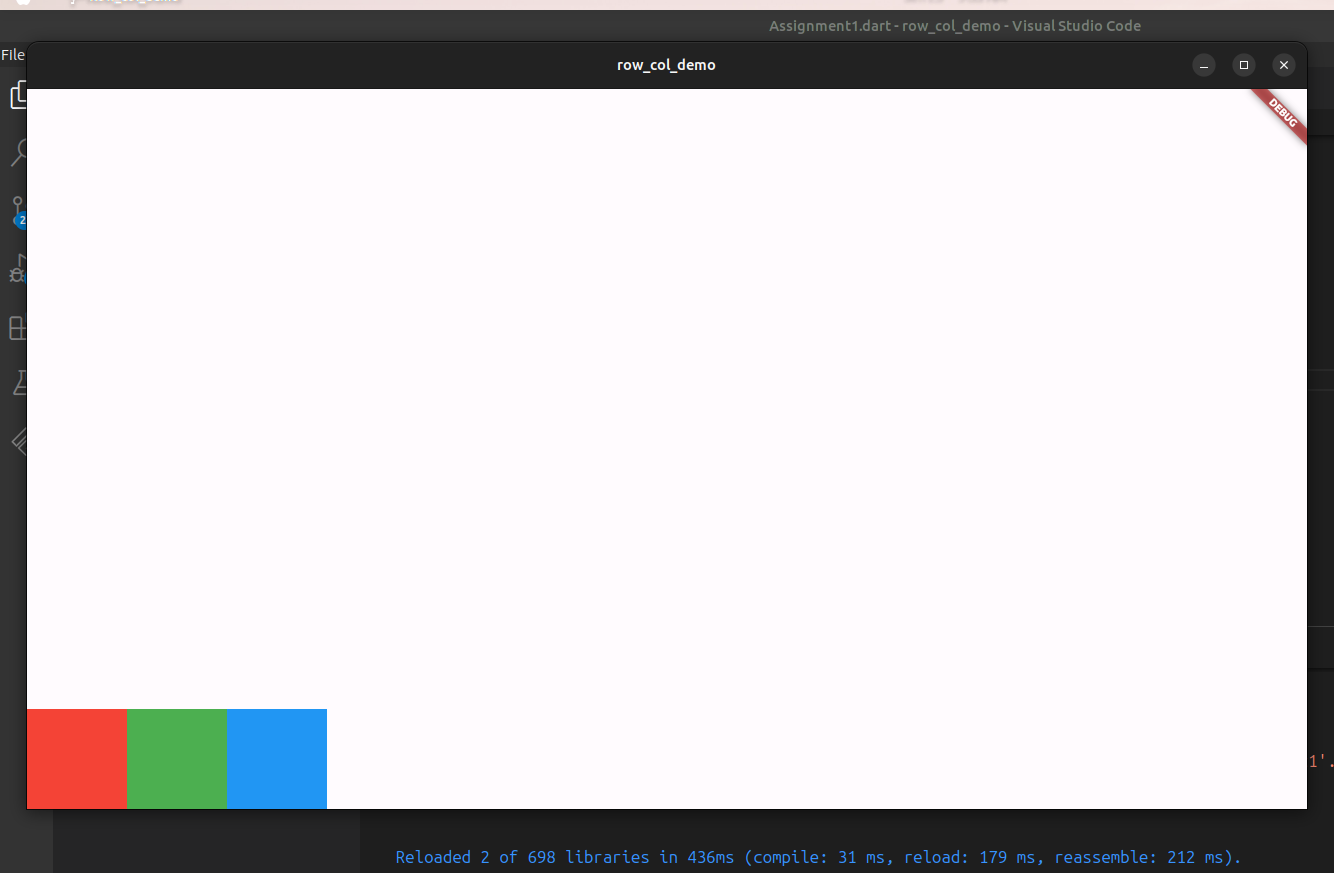 Assignment1.dart - row_col_demo - Visual Studio Code
File
row_col_demo
DEBUG
2
1'.
Reloaded 2 of 698 libraries in 436ms (compile: 31 ms, reload: 179 ms, reassemble: 212 ms).